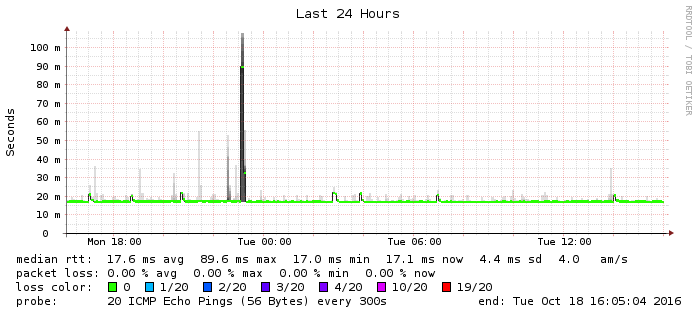 Last 24 Hours
RRDTOOL / TOBI OETIKER
Seconds
100 m
90 m
80 m
70 m
60 m
50 m
40 m
30 m
20 m
10 m
0
Mon 18:00 Tue 00:00 Tue 06:00 Tue 12:00
median rtt: 17.6 ms avg 89.6 ms max 17.0 ms min 17.1 ms now 4.4 ms sd 4.0 am/s
packet loss: 0.00 % avg 0.00 % max 0.00 % min 0.00 % now
loss color: 0 1/20 2/20 3/20 4/20 10/20 19/20
probe: 20 ICMP Echo Pings (56 Bytes) every 300s end: Tue Oct 18 16:05:04 2016